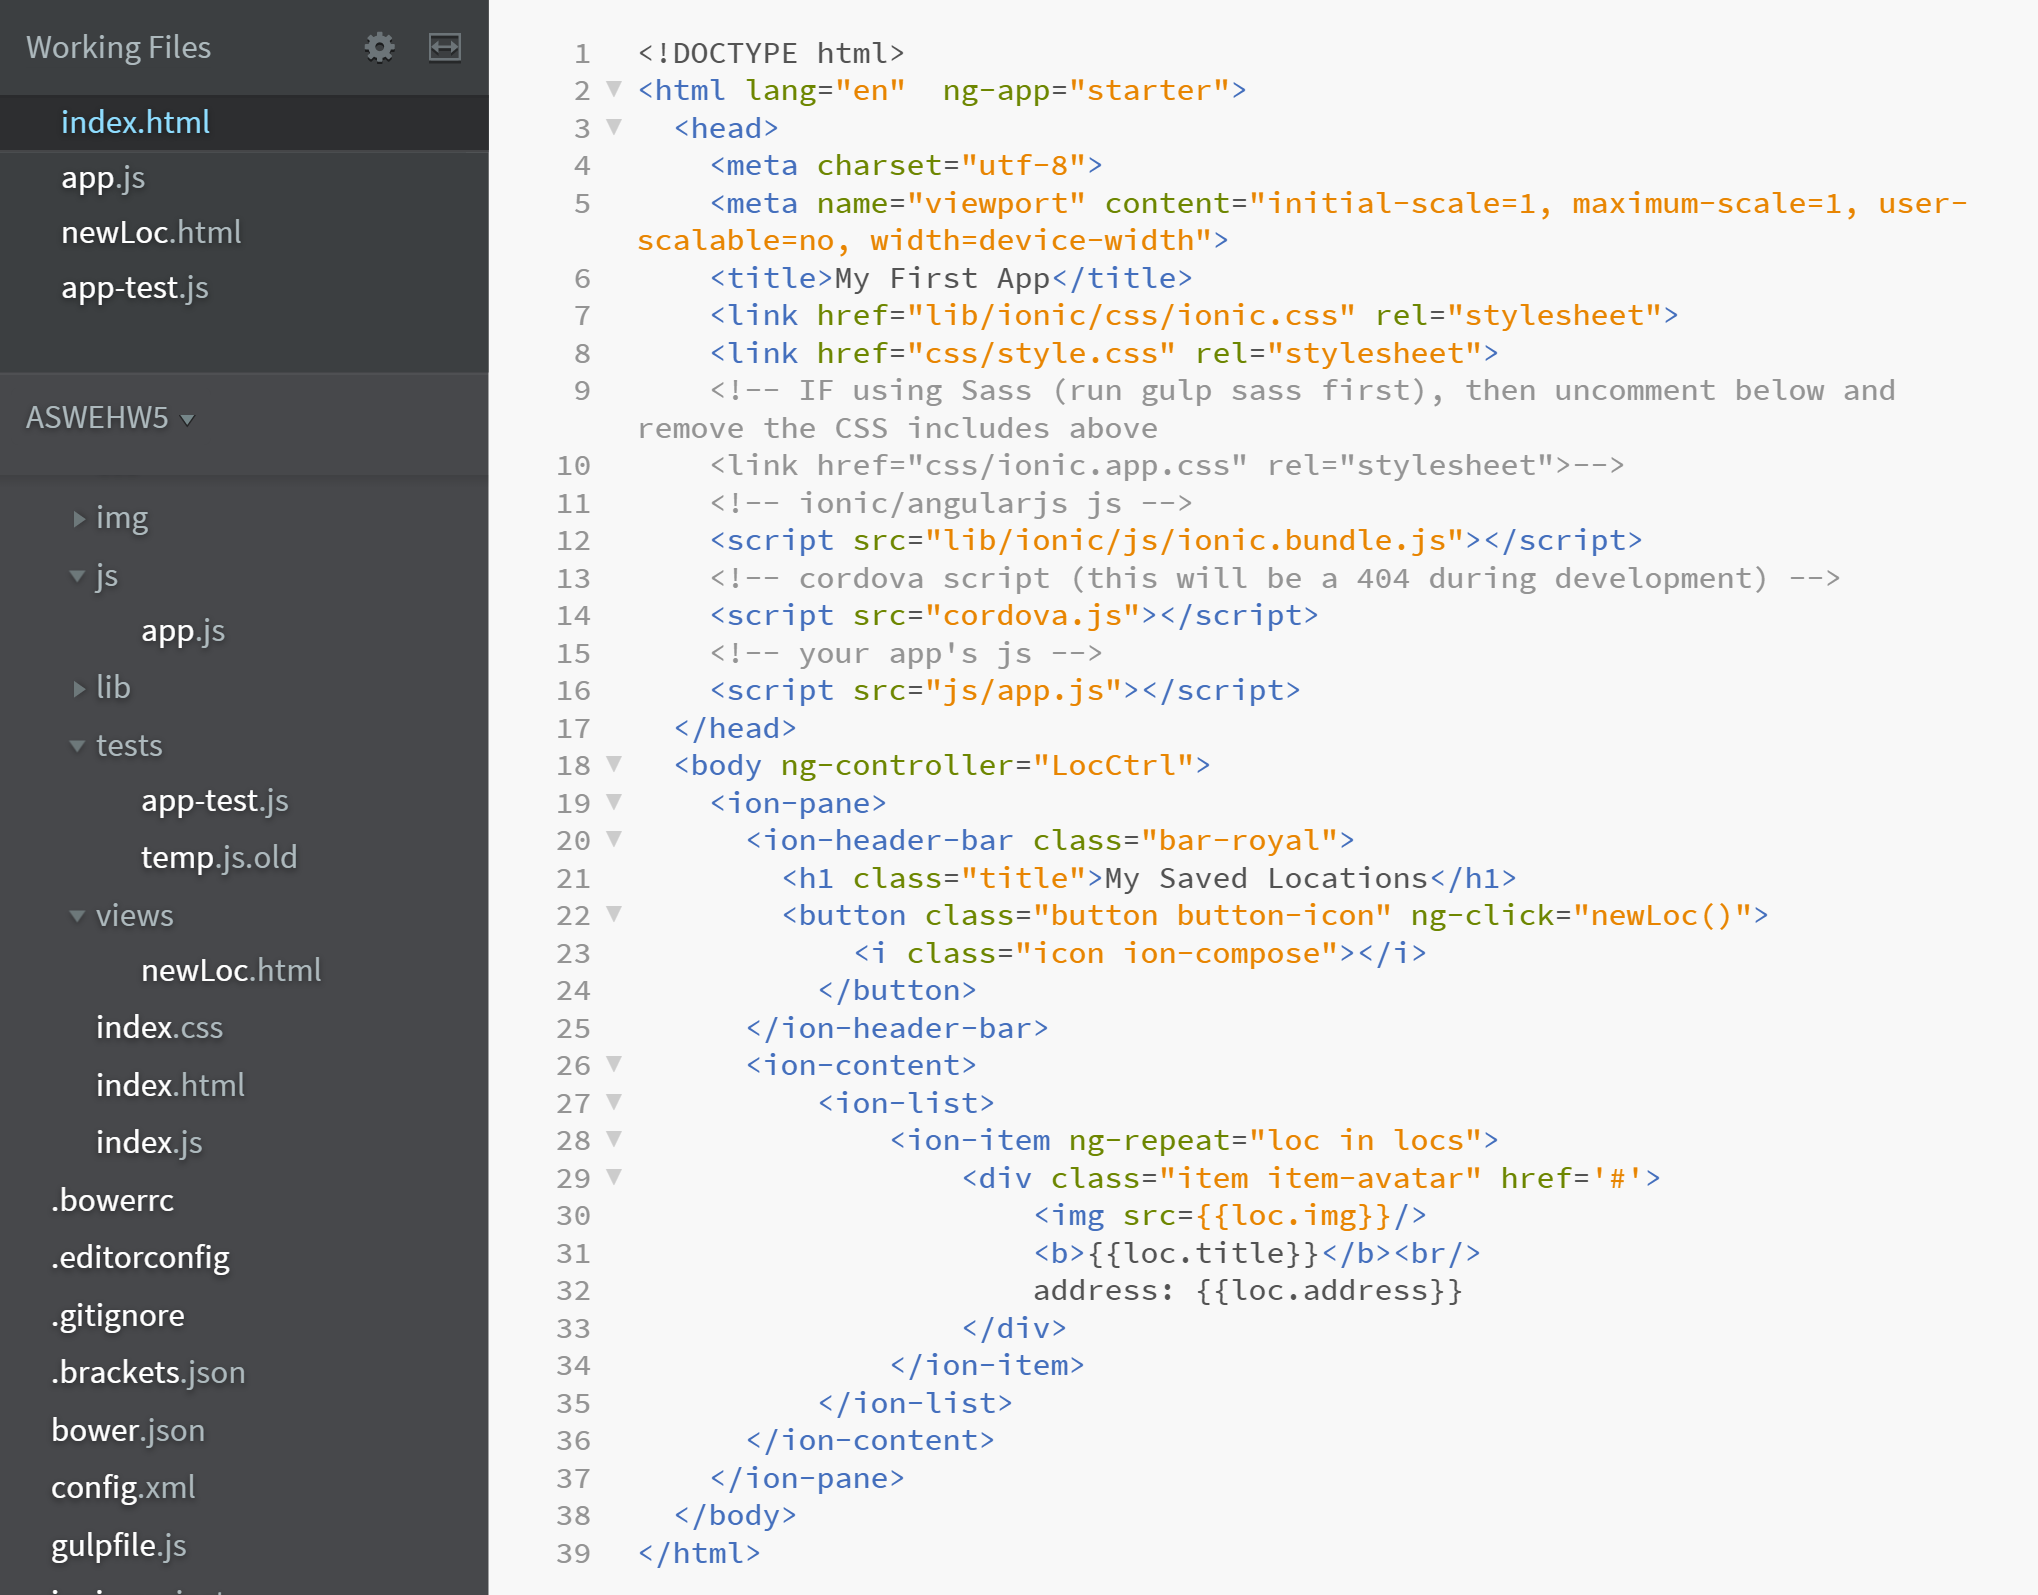 Working Files
index.html
app.js
newLoc.html
app-test.js
ASWEHW5
img
js
app.js
lib
tests
app-test.js
temp.js.old
views
newLoc.html
index.css
index.html
index.js
.bowerrc
.editorconfig
.gitignore
.brackets.json
bower.json
config.xml
gulpfile.js
1 <!DOCTYPE html>
2 <html lang="en"  ng-app="starter">
3   <head>
4     <meta charset="utf-8">
5     <meta name="viewport" content="initial-scale=1, maximum-scale=1, user-
scalable=no, width=device-width">
6     <title>My First App</title>
7     <link href="lib/ionic/css/ionic.css" rel="stylesheet">
8     <link href="css/style.css" rel="stylesheet">
9     <!-- IF using Sass (run gulp sass first), then uncomment below and
remove the CSS includes above
10     <link href="css/ionic.app.css" rel="stylesheet">-->
11     <!-- ionic/angularjs js -->
12     <script src="lib/ionic/js/ionic.bundle.js"></script>
13     <!-- cordova script (this will be a 404 during development) -->
14     <script src="cordova.js"></script>
15     <!-- your app's js -->
16     <script src="js/app.js"></script>
17   </head>
18   <body ng-controller="LocCtrl">
19     <ion-pane>
20       <ion-header-bar class="bar-royal">
21         <h1 class="title">My Saved Locations</h1>
22         <button class="button button-icon" ng-click="newLoc()">
23             <i class="icon ion-compose"></i>
24           </button>
25       </ion-header-bar>
26       <ion-content>
27           <ion-list>
28               <ion-item ng-repeat="loc in locs">
29                   <div class="item item-avatar" href='#'>
30                       <img src={{loc.img}}/>
31                       <b>{{loc.title}}</b><br/>
32                       address: {{loc.address}}
33                   </div>
34               </ion-item>
35           </ion-list>
36       </ion-content>
37     </ion-pane>
38   </body>
39 </html>